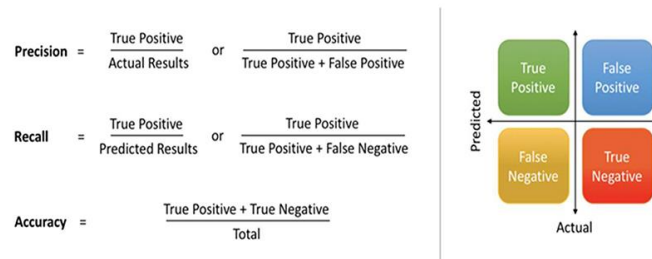 Precision = True Positive / Actual Results or True Positive / True Positive + False Positive
Recall = True Positive / Predicted Results or True Positive / True Positive + False Negative
Accuracy = True Positive + True Negative / Total
Predicted
True Positive
False Positive
False Negative
True Negative
Actual